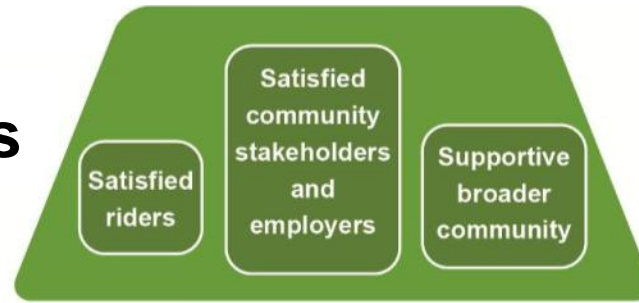 s
Satisfied
riders
Satisfied
community
stakeholders
and
employers
Supportive
broader
community